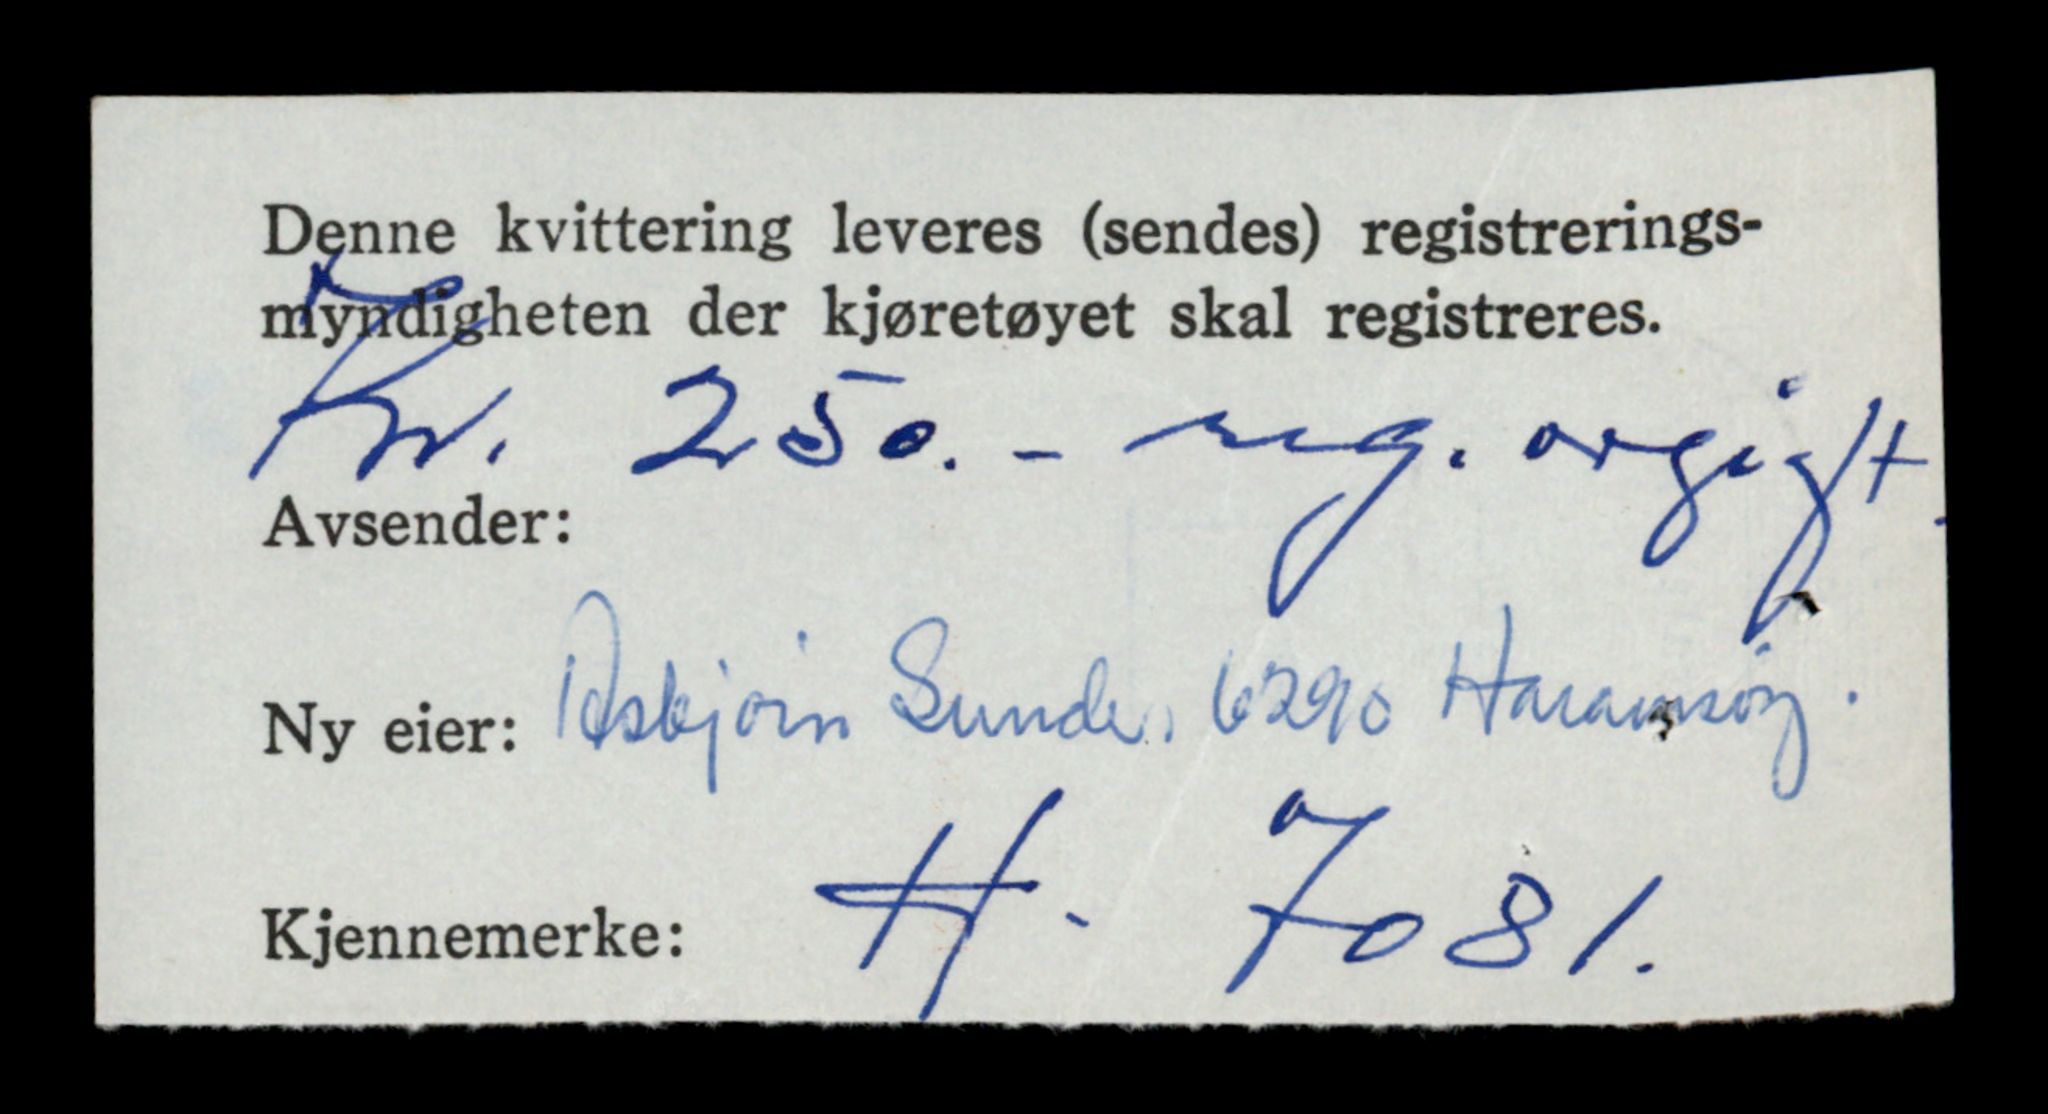 Denne kvittering leveres (sendes) registrerings-
myndigheten der kjøretøyet skal registreres.
Kr. 250.- reg. avgift.
Avsender:
Ny eier: Asbjørn Sunde, 6290 Haramsøy.
Kjennemerke: H-7081.